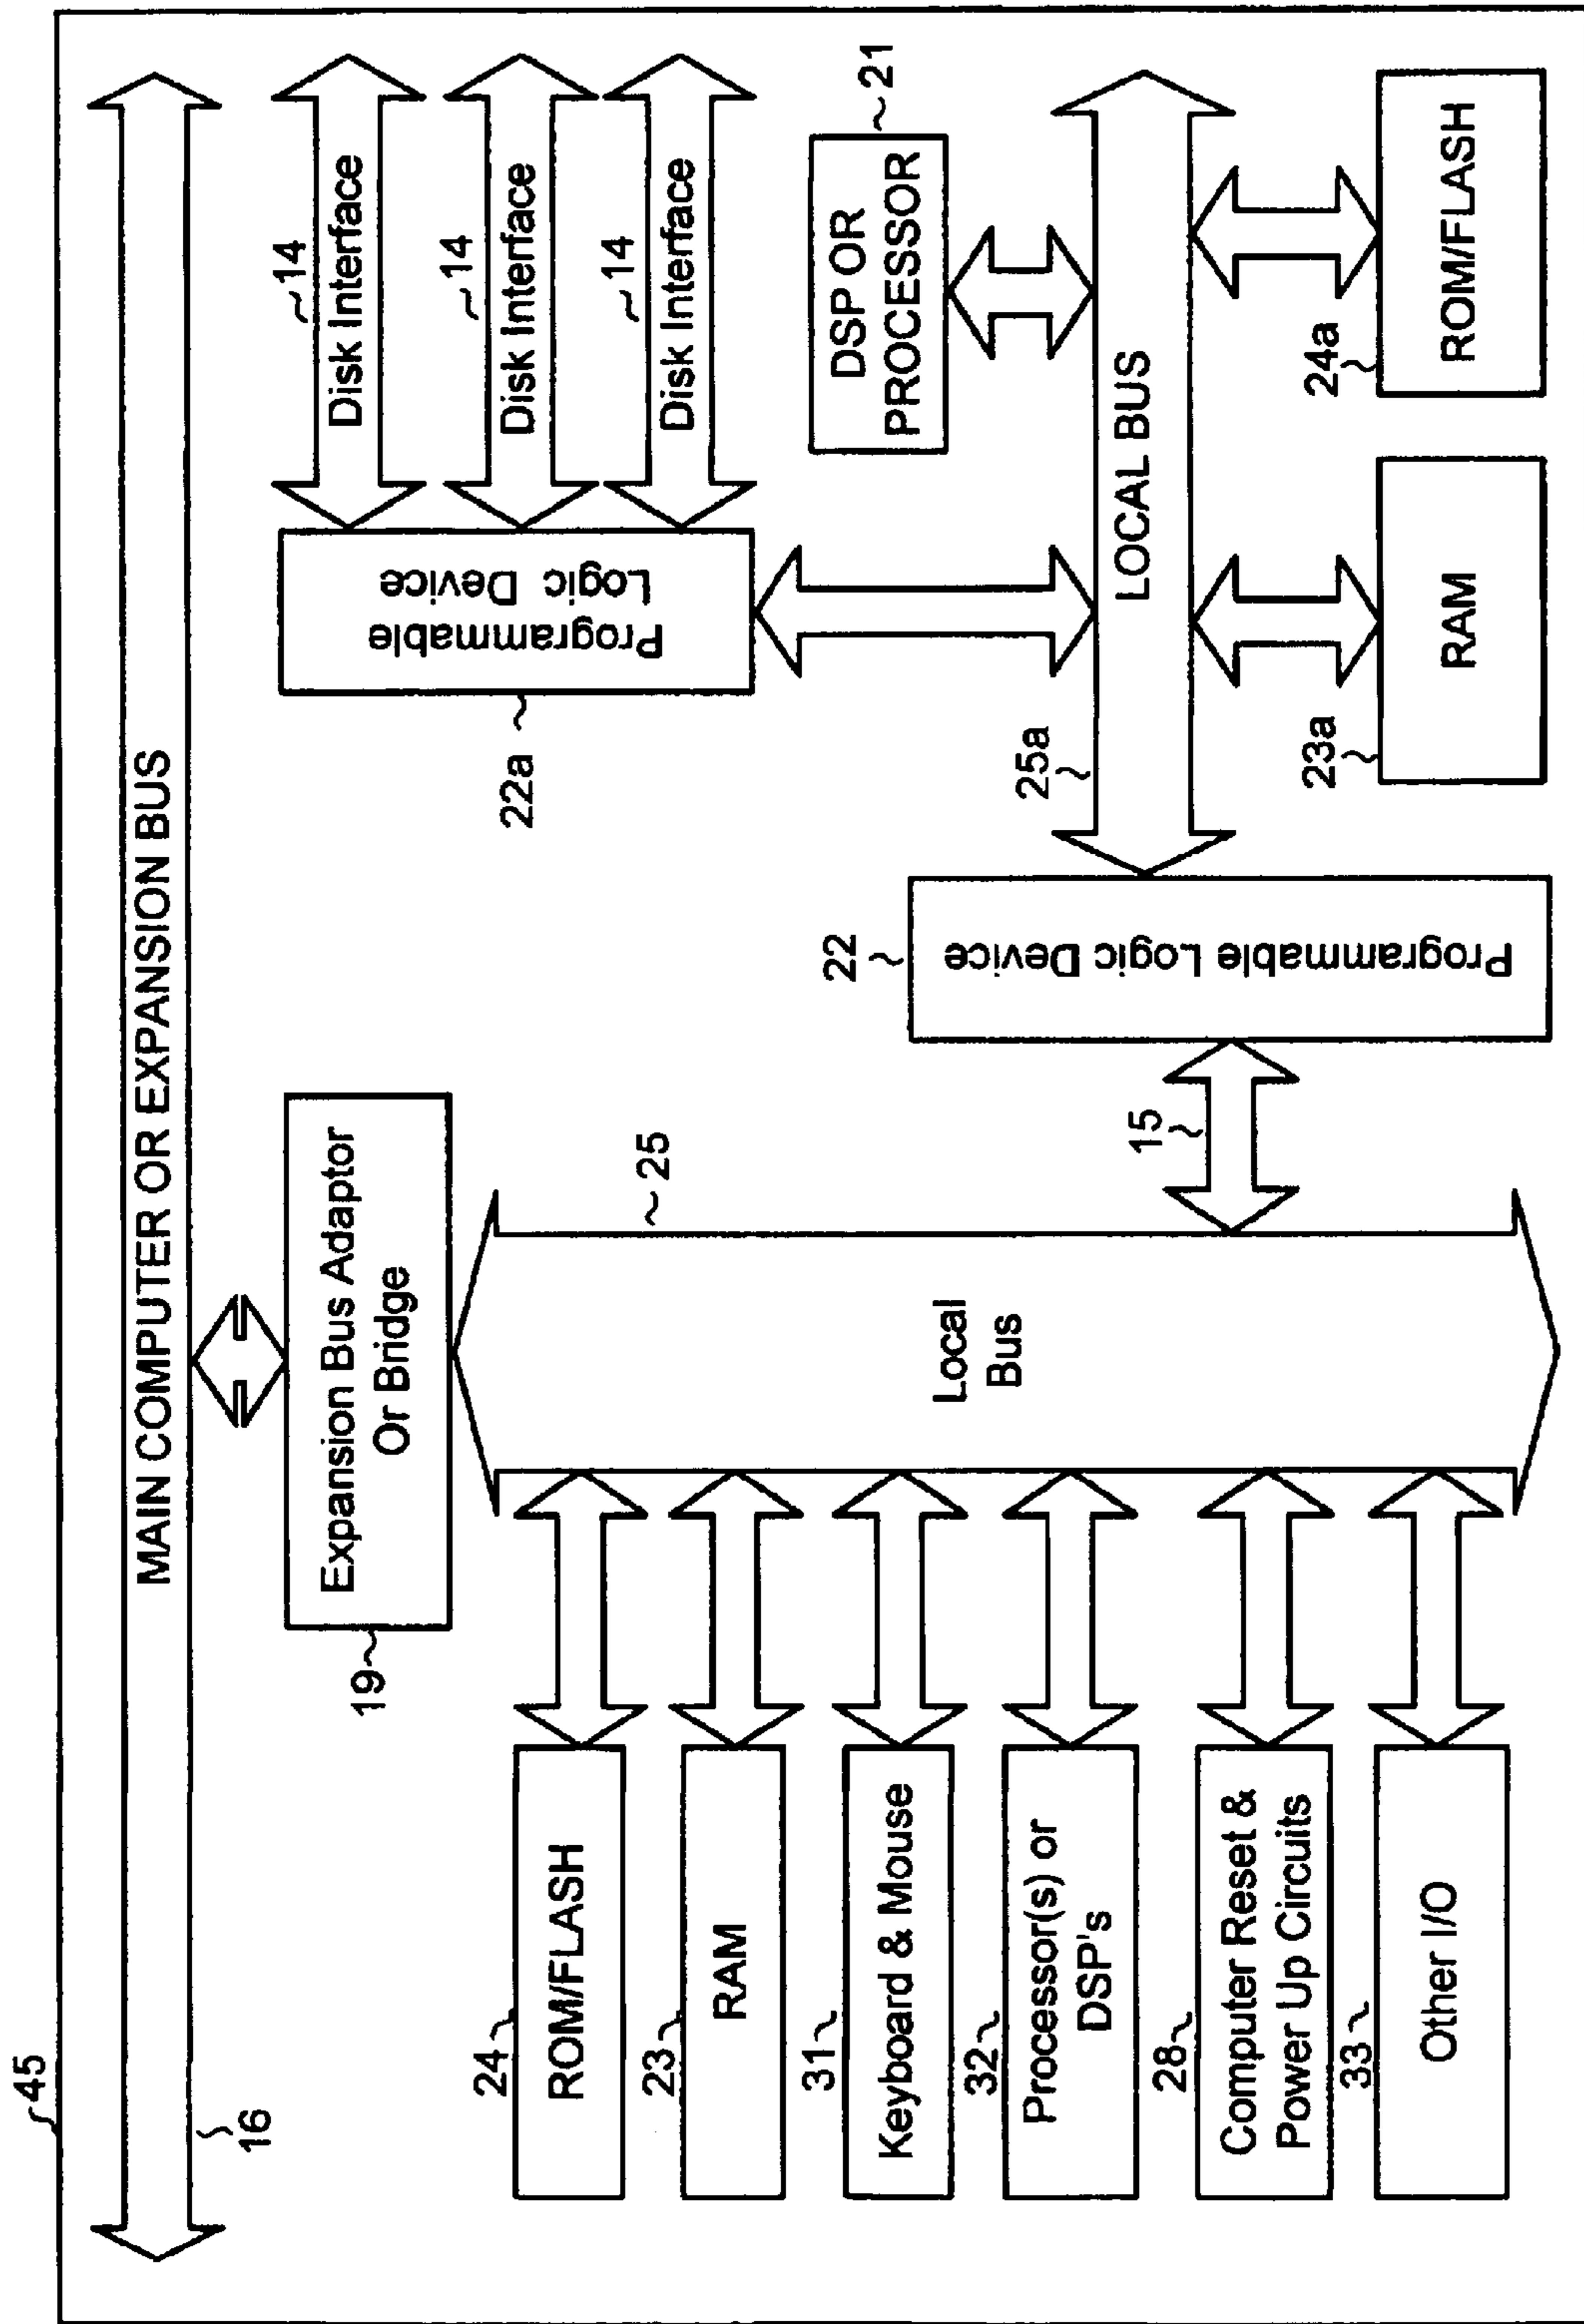 45
MAIN COMPUTER OR EXPANSION BUS
16
19
Expansion Bus Adaptor
Or Bridge
14
Disk Interface
14
Disk Interface
14
Disk Interface
Programmable
Logic Device
22a
24
ROM/FLASH
23
RAM
31
Keyboard & Mouse
32
Processor(s) or
DSP's
28
Computer Reset &
Power Up Circuits
33
Other I/O
Local
Bus
25
15
22
Programmable Logic Device
25a
LOCAL BUS
DSP OR
PROCESSOR
21
23a
RAM
24a
ROM/FLASH